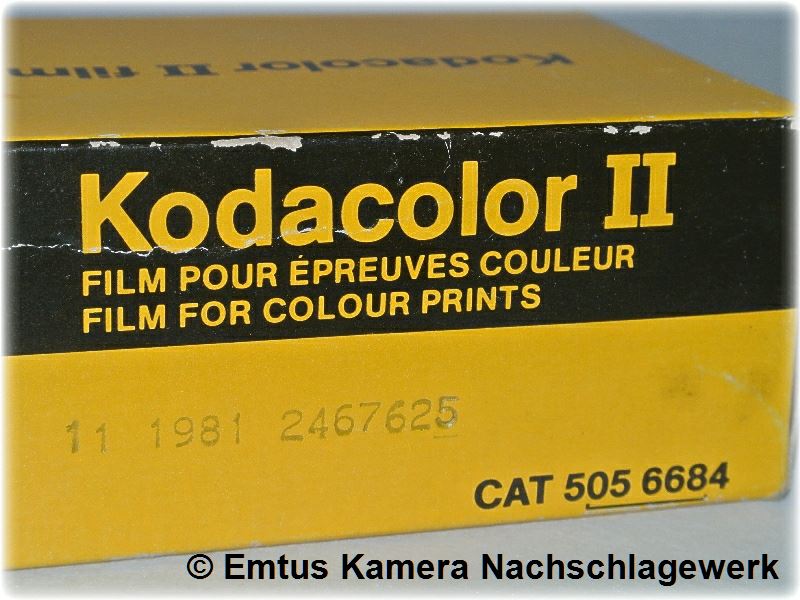 Kodacolor II film
Kodacolor II
FILM POUR ÉPREUVES COULEUR
FILM FOR COLOUR PRINTS
11 1981 2467625
CAT 505 6684
© Emtus Kamera Nachschlagewerk